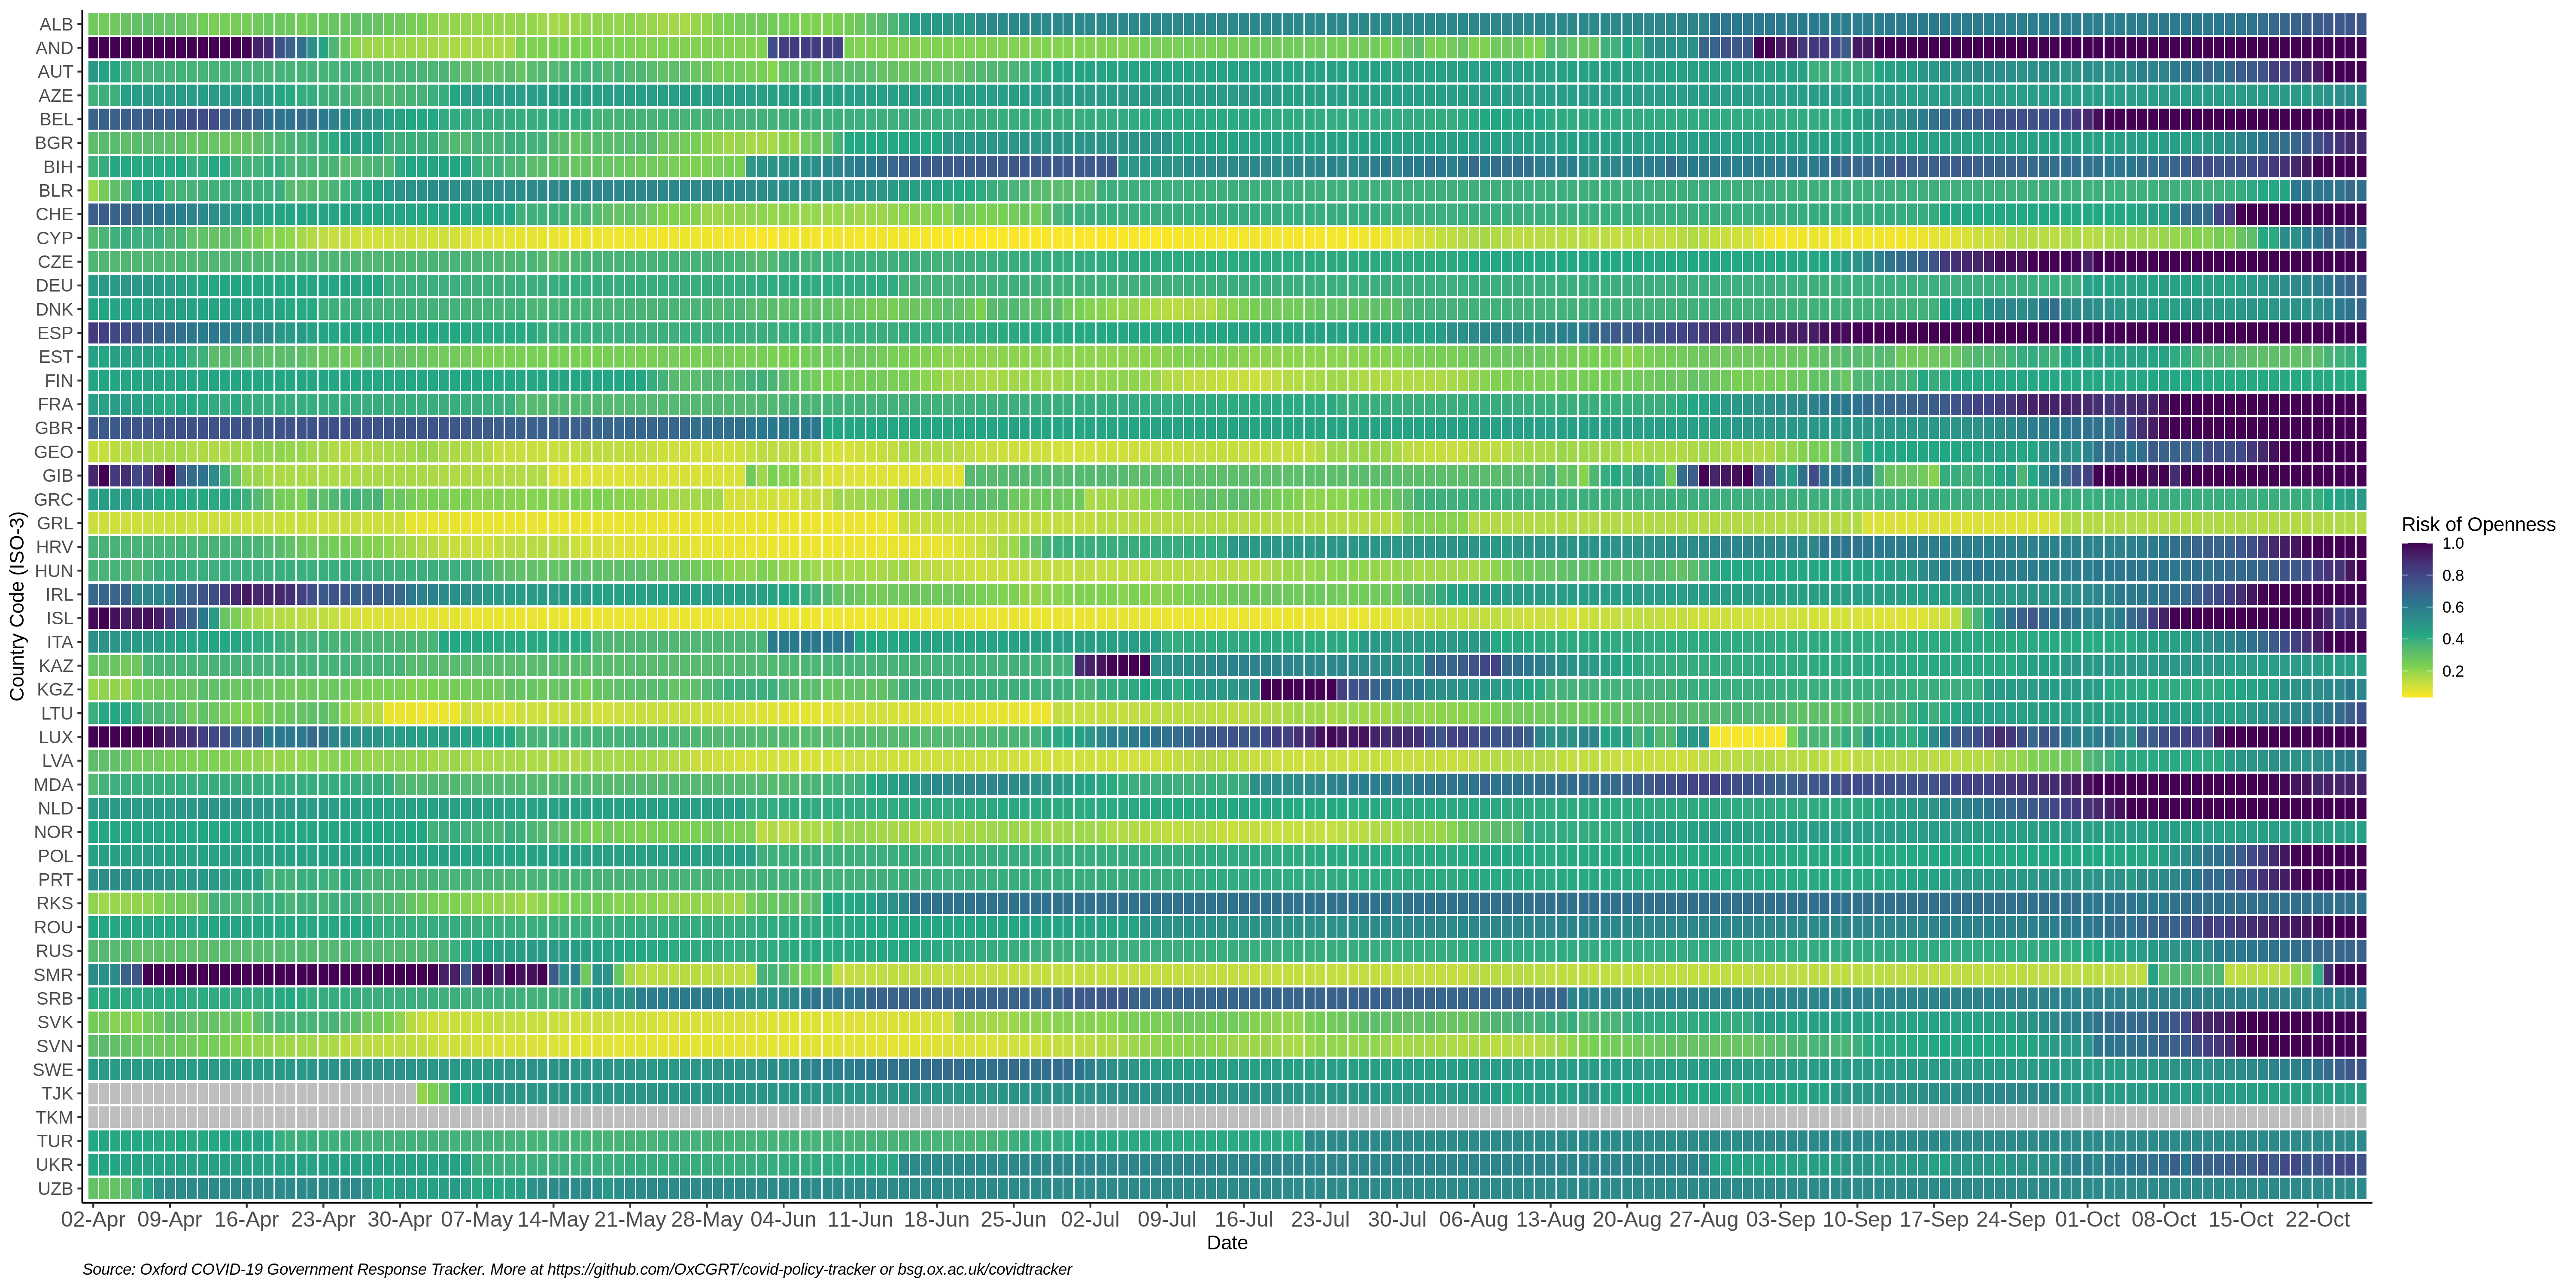 ALB
AND
AUT
AZE
BEL
BGR
BIH
BLR
CHE
CYP
CZE
DEU
DNK
ESP
EST
FIN
FRA
GBR
GEO
GIB
GRC
GRL
HRV
HUN
IRL
ISL
ITA
KAZ
KGZ
LTU
LUX
LVA
MDA
NLD
NOR
POL
PRT
RKS
ROU
RUS
SMR
SRB
SVK
SVN
SWE
TJK
TKM
TUR
UKR
UZB
Country Code (ISO-3)
02-Apr 09-Apr 16-Apr 23-Apr 30-Apr 07-May 14-May 21-May 28-May 04-Jun 11-Jun 18-Jun 25-Jun 02-Jul 09-Jul 16-Jul 23-Jul 30-Jul 06-Aug 13-Aug 20-Aug 27-Aug 03-Sep 10-Sep 17-Sep 24-Sep 01-Oct 08-Oct 15-Oct 22-Oct
Date
Risk of Openness
1.0
0.8
0.6
0.4
0.2
Source: Oxford COVID-19 Government Response Tracker. More at https://github.com/OxCGRT/covid-policy-tracker or bsg.ox.ac.uk/covidtracker